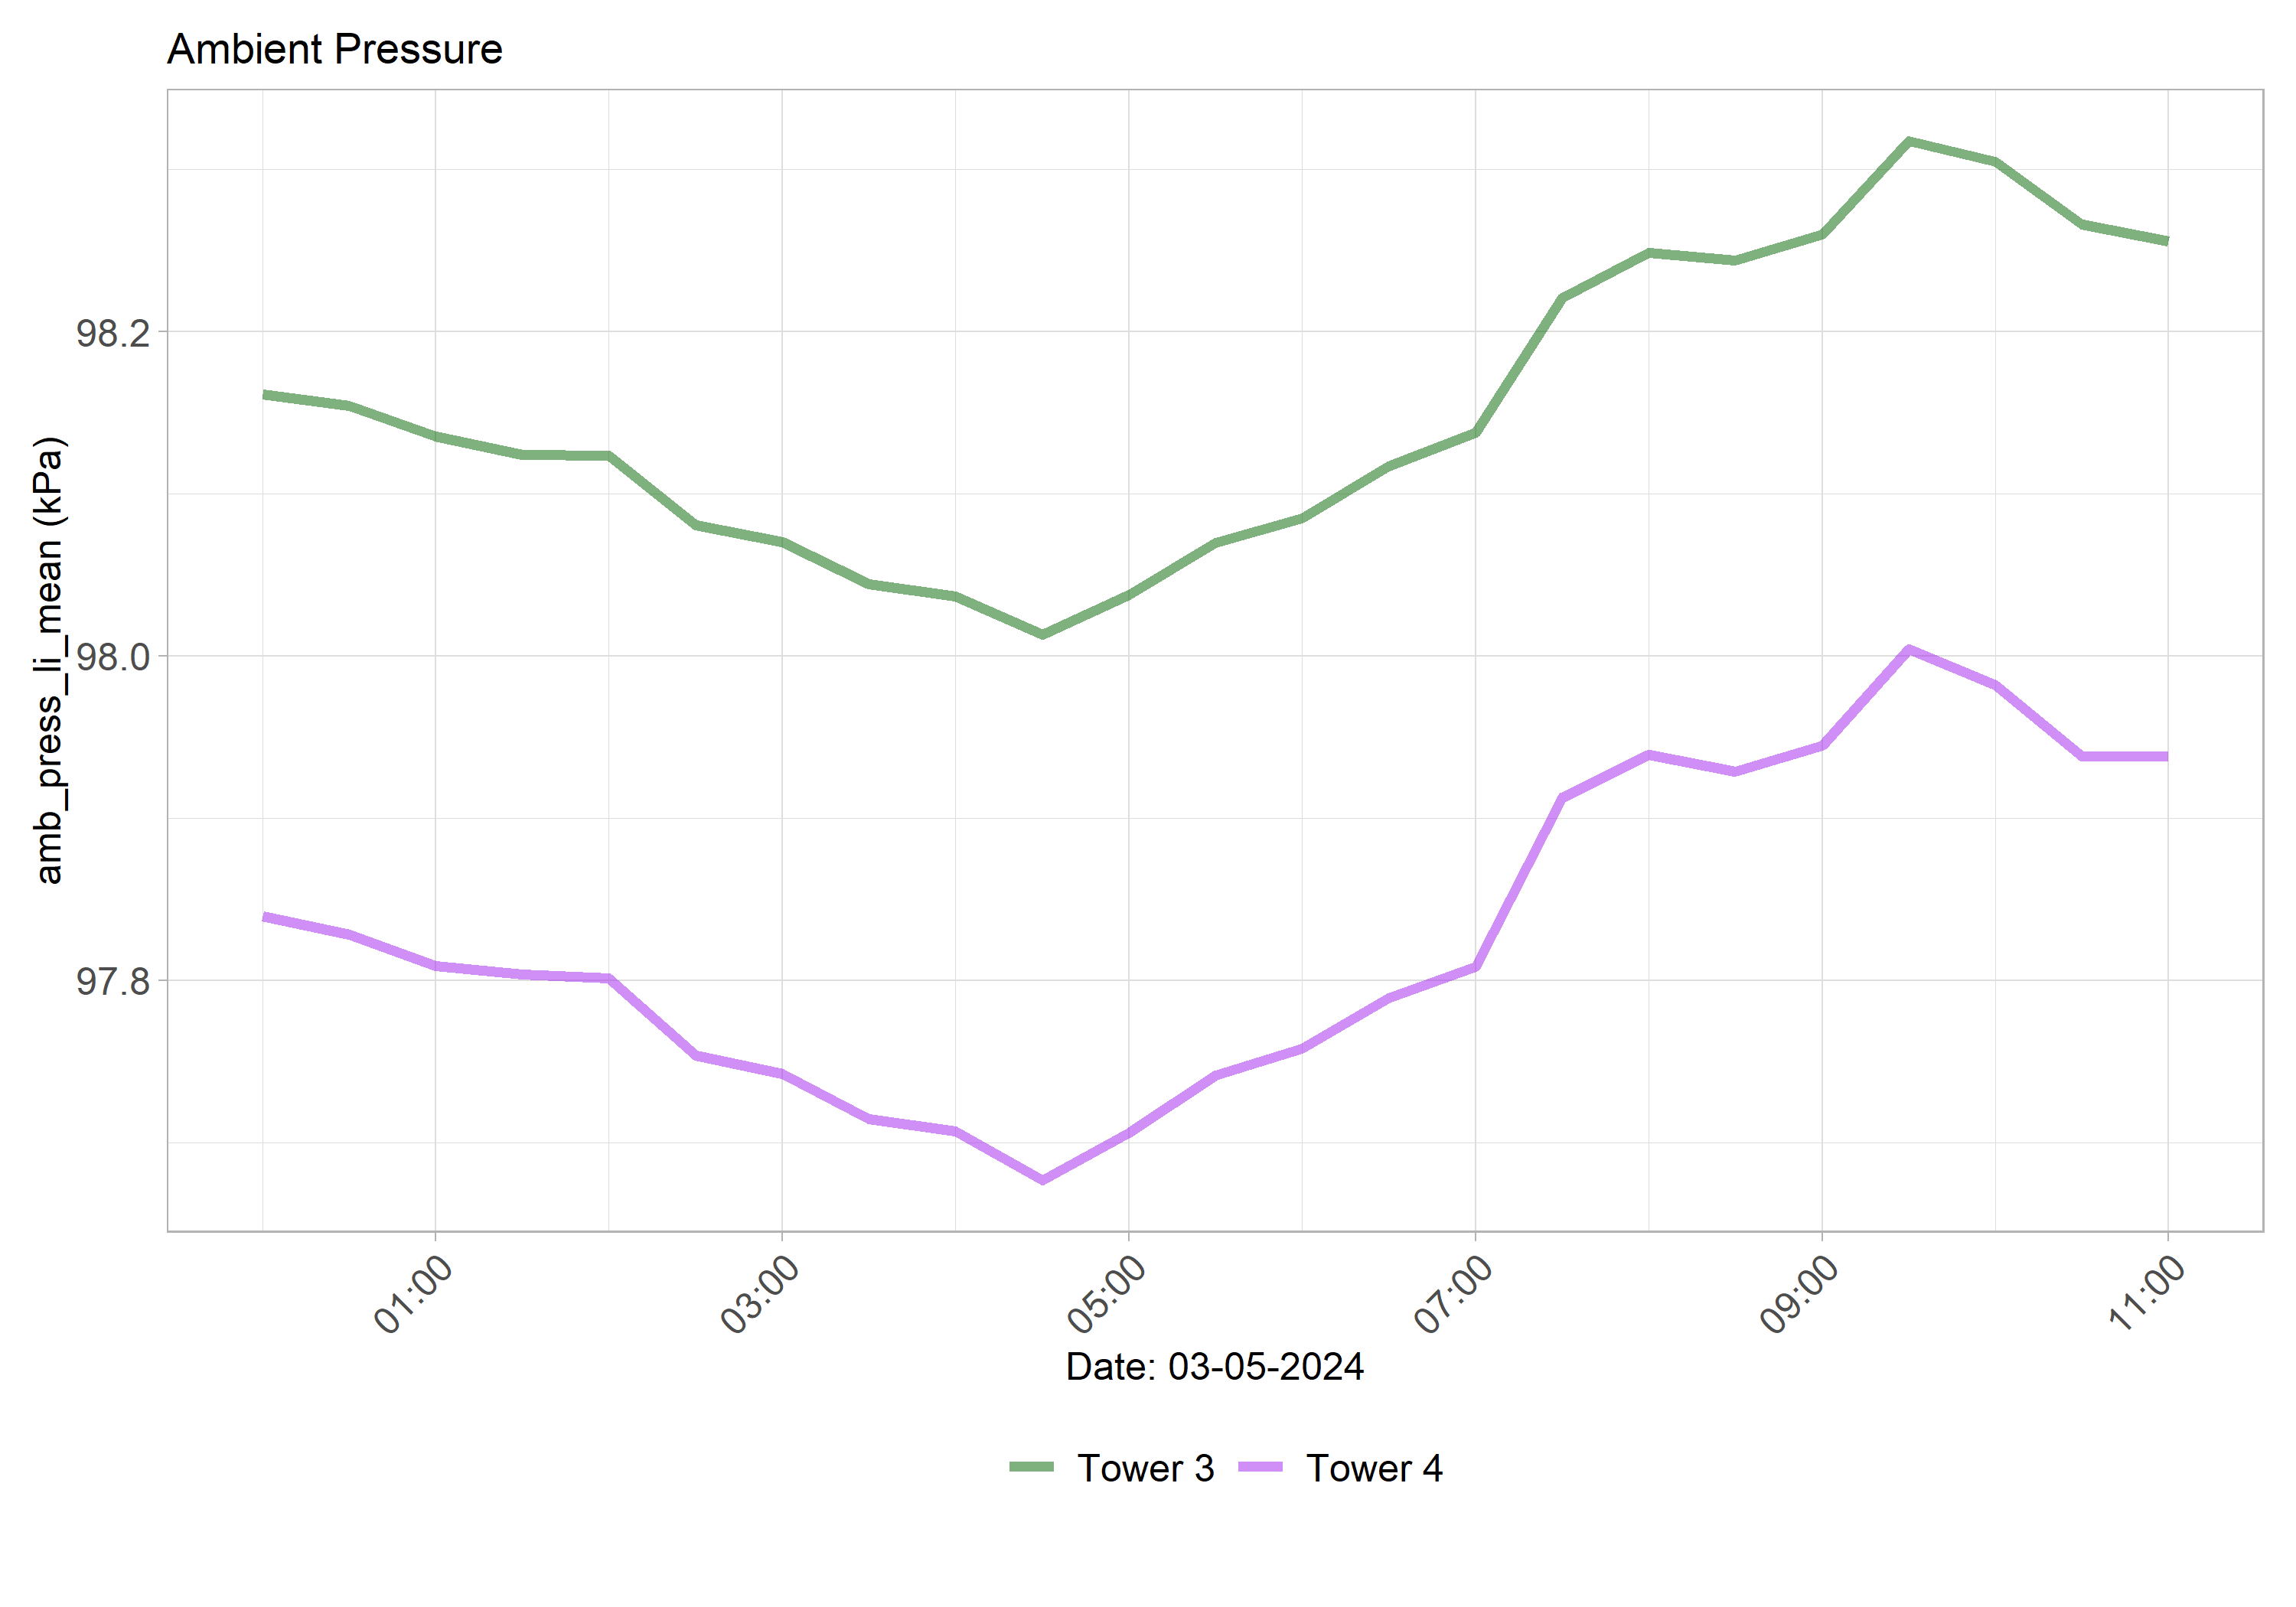 Ambient Pressure
amb_press_li_mean (kPa)
98.2
98.0
97.8
01:00
03:00
05:00
07:00
09:00
11:00
Date: 03-05-2024
Tower 3
Tower 4